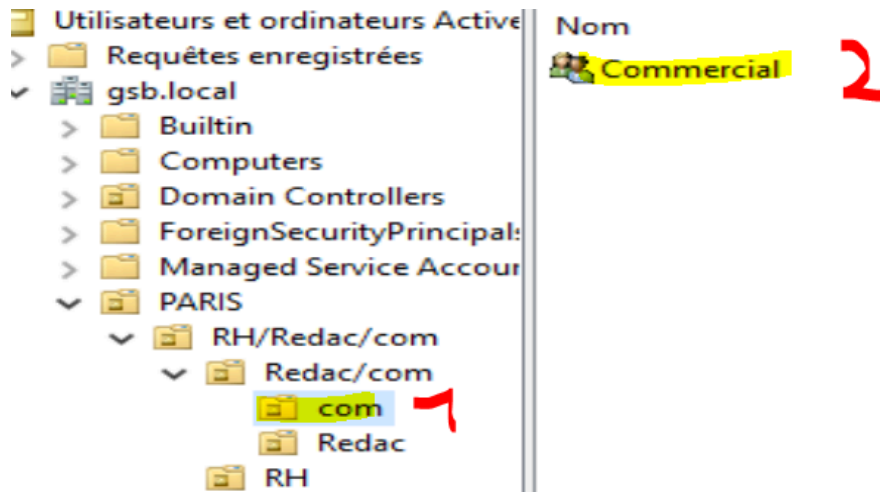 Utilisateurs et ordinateurs Active
Requêtes enregistrées
gsb.local
Builtin
Computers
Domain Controllers
ForeignSecurityPrincipals
Managed Service Accour
PARIS
RH/Redac/com
Redac/com
com 1
Redac
RH
Nom
Commercial 2